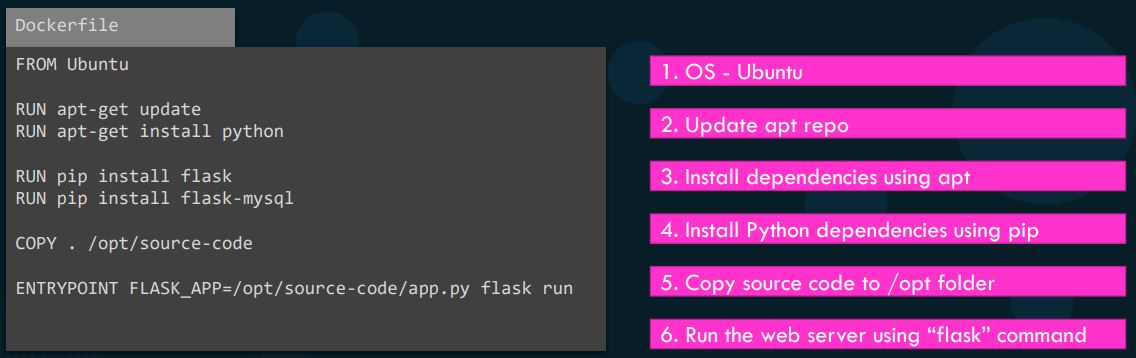 Dockerfile
FROM Ubuntu
RUN apt-get update
RUN apt-get install python
RUN pip install flask
RUN pip install flask-mysql
COPY . /opt/source-code
ENTRYPOINT FLASK_APP=/opt/source-code/app.py flask run
1. OS - Ubuntu
2. Update apt repo
3. Install dependencies using apt
4. Install Python dependencies using pip
5. Copy source code to /opt folder
6. Run the web server using “flask” command